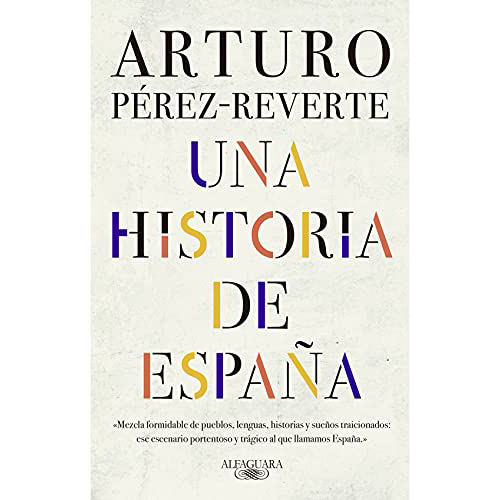 ARTURO
PÉREZ-REVERTE
UNA
HISTORIA
DE
ESPAÑA
«Mezcla formidable de pueblos, lenguas, historias y sueños traicionados:
ese escenario portentoso y trágico al que llamamos España.»
ALFAGUARA